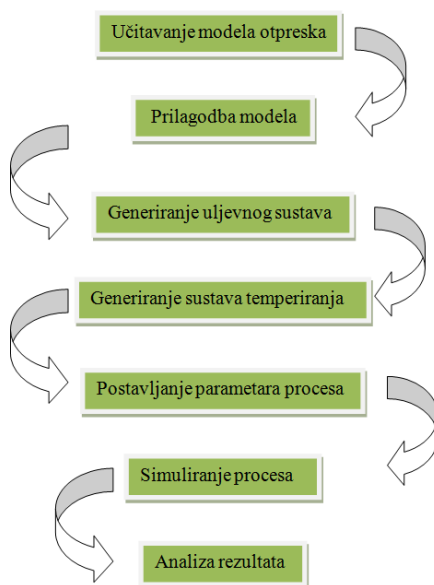 Učitavanje modela otpreska
Prilagodba modela
Generiranje uljevnog sustava
Generiranje sustava temperiranja
Postavljanje parametara procesa
Simuliranje procesa
Analiza rezultata